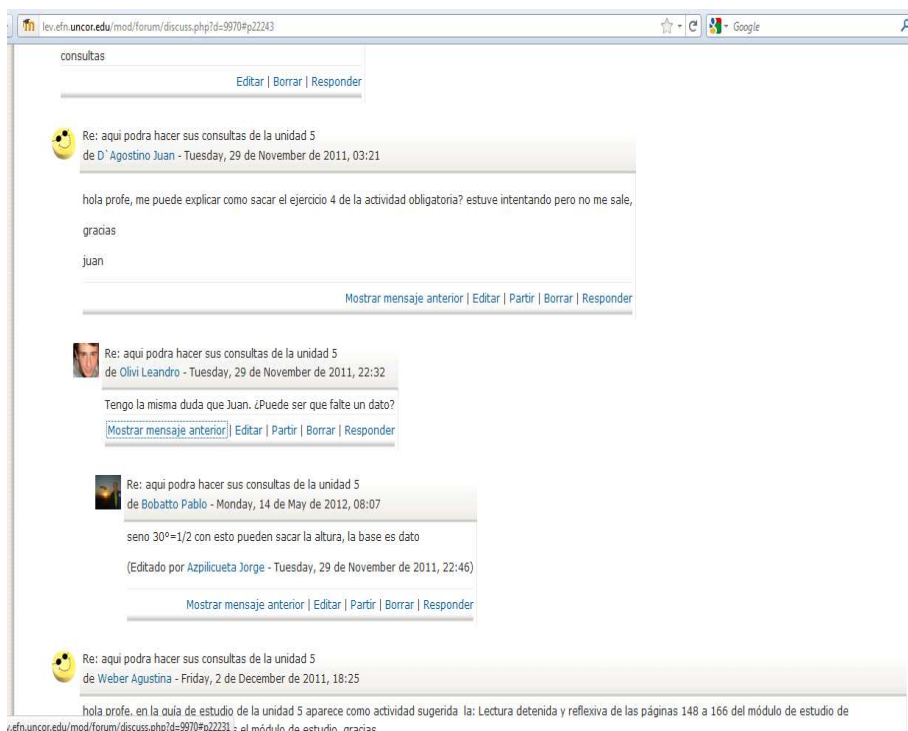 lev.efn.uncor.edu/mod/forum/discuss.php?d=9970#p22243
Google
consultas
Editar | Borrar | Responder
Re: aqui podra hacer sus consultas de la unidad 5
de D`Agostino Juan - Tuesday, 29 de November de 2011, 03:21
hola profe, me puede explicar como sacar el ejercicio 4 de la actividad obligatoria? estuve intentando pero no me sale,
gracias
juan
Mostrar mensaje anterior | Editar | Partir | Borrar | Responder
Re: aqui podra hacer sus consultas de la unidad 5
de Olivi Leandro - Tuesday, 29 de November de 2011, 22:32
Tengo la misma duda que Juan. ¿Puede ser que falte un dato?
Mostrar mensaje anterior | Editar | Partir | Borrar | Responder
Re: aqui podra hacer sus consultas de la unidad 5
de Bobatto Pablo - Monday, 14 de May de 2012, 08:07
seno 30º=1/2 con esto pueden sacar la altura, la base es dato
(Editado por Azpilicueta Jorge - Tuesday, 29 de November de 2011, 22:46)
Mostrar mensaje anterior | Editar | Partir | Borrar | Responder
Re: aqui podra hacer sus consultas de la unidad 5
de Weber Agustina - Friday, 2 de December de 2011, 18:25
hola profe. en la guía de estudio de la unidad 5 aparece como actividad sugerida la: Lectura detenida y reflexiva de las páginas 148 a 166 del módulo de estudio de
v.efn.uncor.edu/mod/forum/discuss.php?d=9970#p22231 el módulo de estudio. gracias